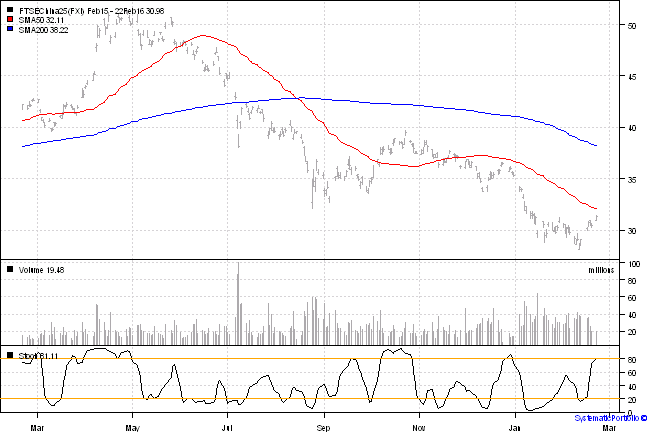 FTSEChina25(FXI) Feb15 - 22Feb16 30.98
SMA50 32.11
SMA200 38.22
50
45
40
35
30
Volume 19.48
millions
100
80
60
40
20
81.11
80
60
40
20
0
Mar May Jul Sep Nov Jan Mar
SystematicPortfolio ©